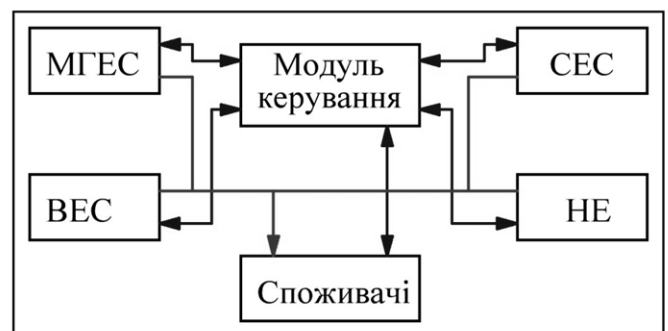 МГЕС
Модуль
керування
СЕС
ВЕС
НЕ
Споживачі